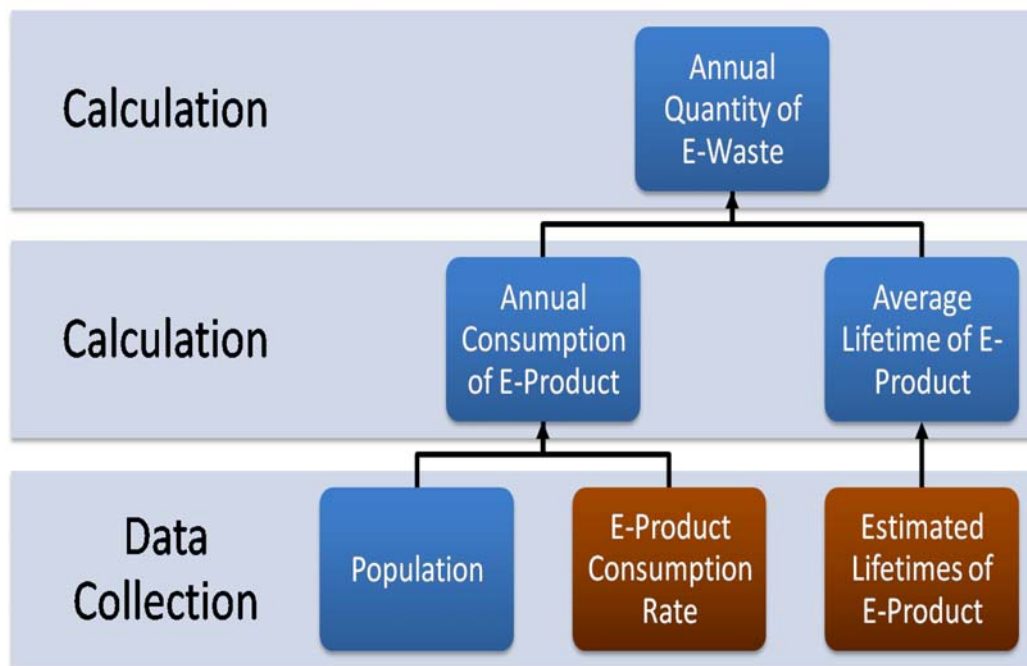 Calculation
Annual
Quantity of
E-Waste
Calculation
Annual
Consumption
of E-Product
Average
Lifetime of E-
Product
Data
Collection
Population
E-Product
Consumption
Rate
Estimated
Lifetimes of
E-Product